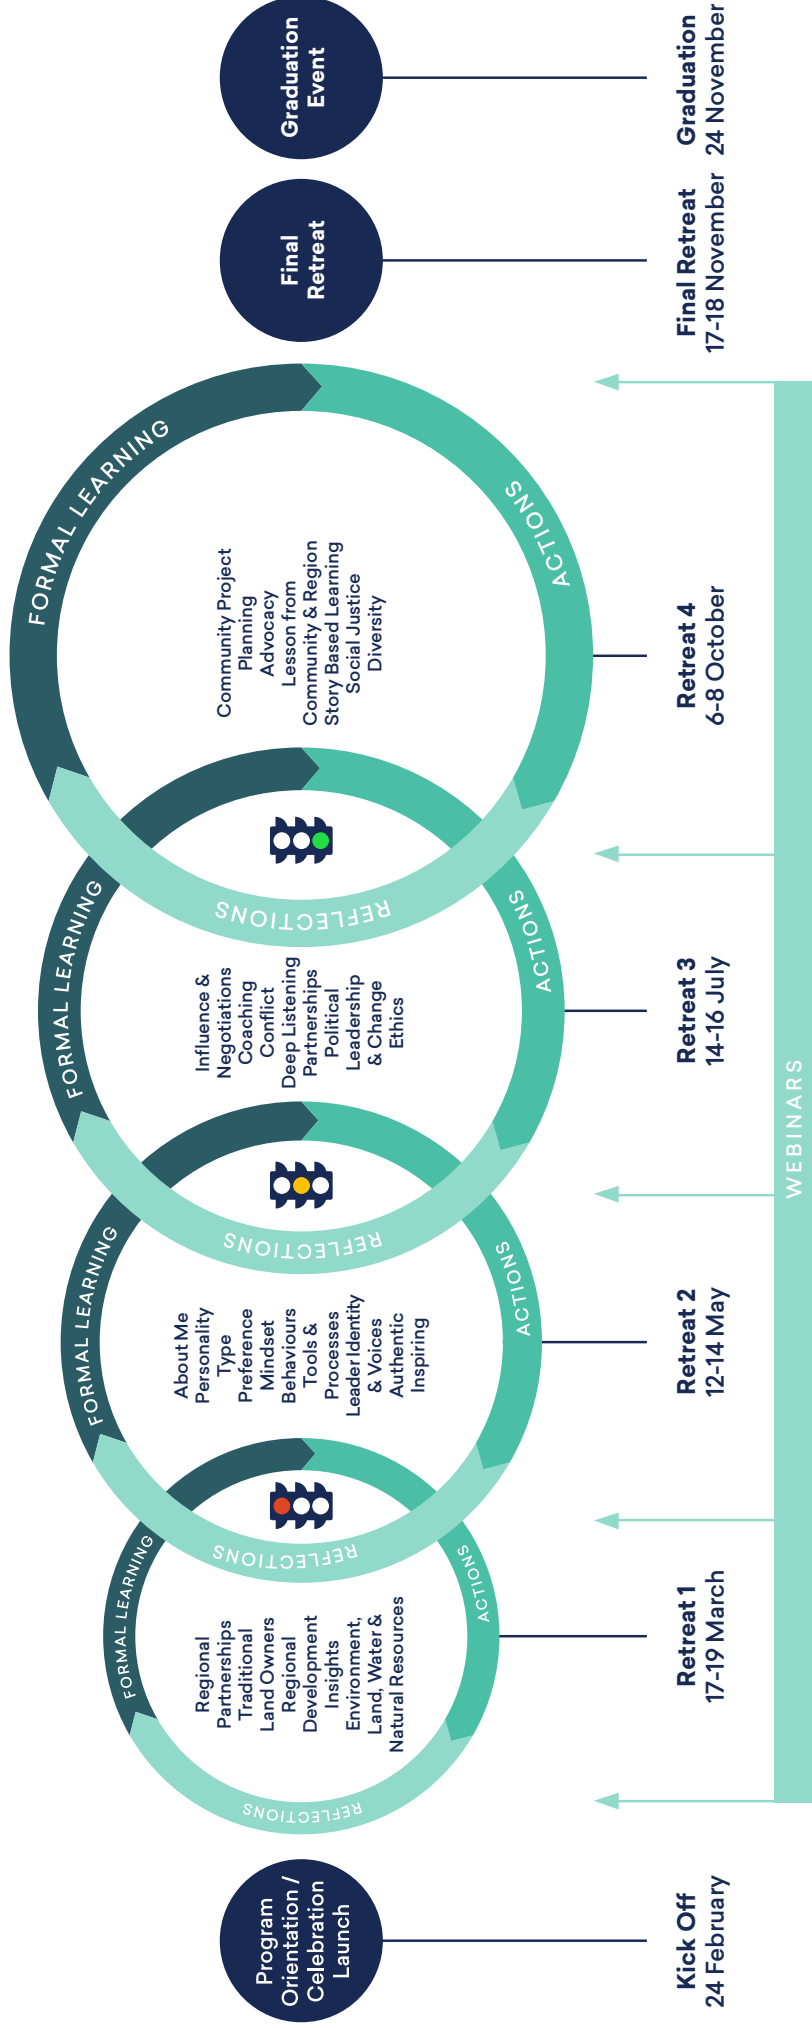 Program
Orientation /
Celebration
Launch
Kick Off
24 February
FORMAL LEARNING
ACTIONS
REFLECTIONS
Regional
Partnerships
Traditional
Land Owners
Regional
Development
Insights
Environment,
Land, Water &
Natural Resources
Retreat 1
17-19 March
FORMAL LEARNING
ACTIONS
REFLECTIONS
About Me
Personality
Type
Preference
Mindset
Behaviours
Tools &
Processes
Leader Identity
& Voices
Authentic
Inspiring
Retreat 2
12-14 May
FORMAL LEARNING
ACTIONS
REFLECTIONS
Influence &
Negotiations
Coaching
Conflict
Deep Listening
Partnerships
Political
Leadership
& Change
Ethics
Retreat 3
14-16 July
FORMAL LEARNING
ACTIONS
REFLECTIONS
Community Project
Planning
Advocacy
Lesson from
Community & Region
Story Based Learning
Social Justice
Diversity
Retreat 4
6-8 October
Final
Retreat
Final Retreat
17-18 November
Graduation
Event
Graduation
24 November
WEBINARS